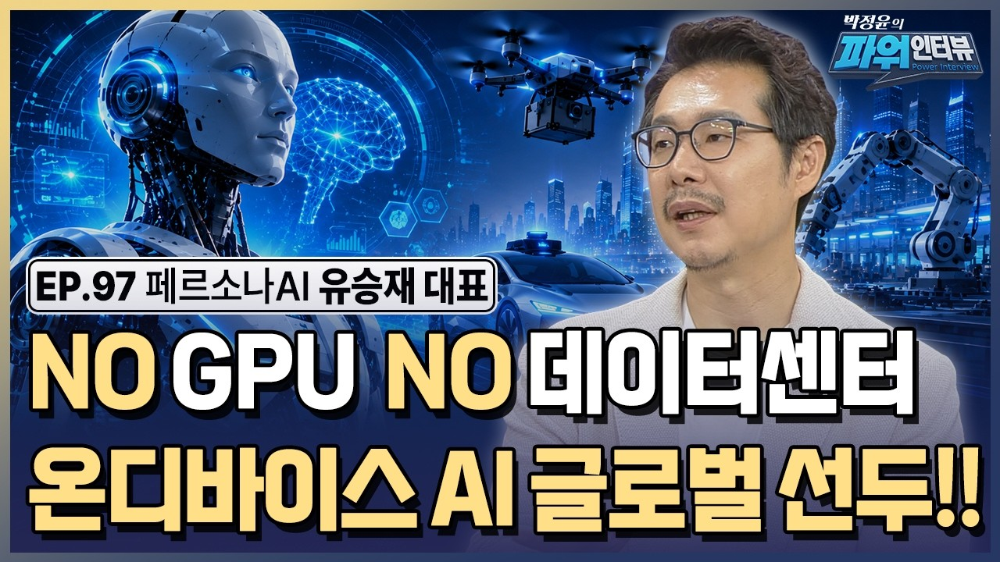 박정윤의
파워인터뷰
Power Interview
EP.97 페르소나AI 유승재 대표
NO GPU NO 데이터센터
온디바이스 AI 글로벌 선두!!